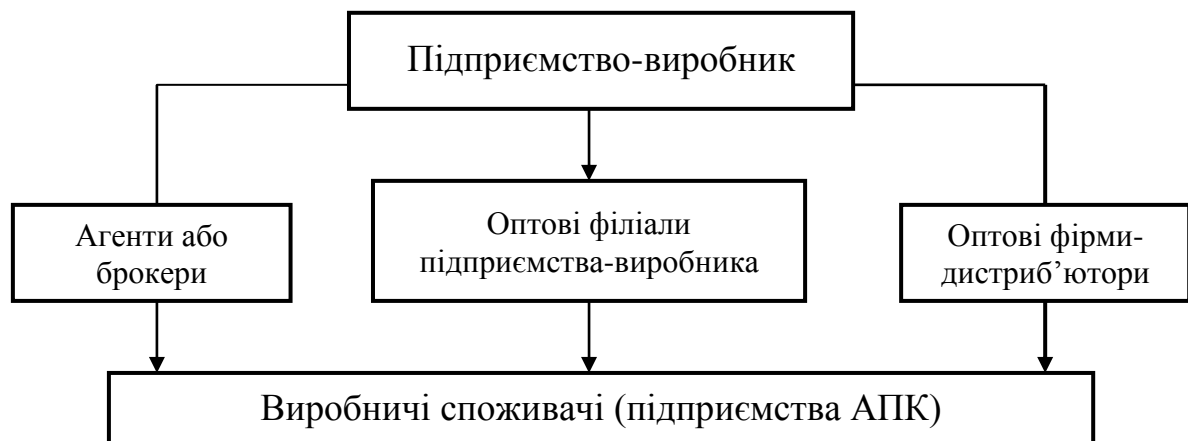 Підприємство-виробник
Агенти або
брокери
Оптові філіали
підприємства-виробника
Оптові фірми-
дистриб’ютори
Виробничі споживачі (підприємства АПК)